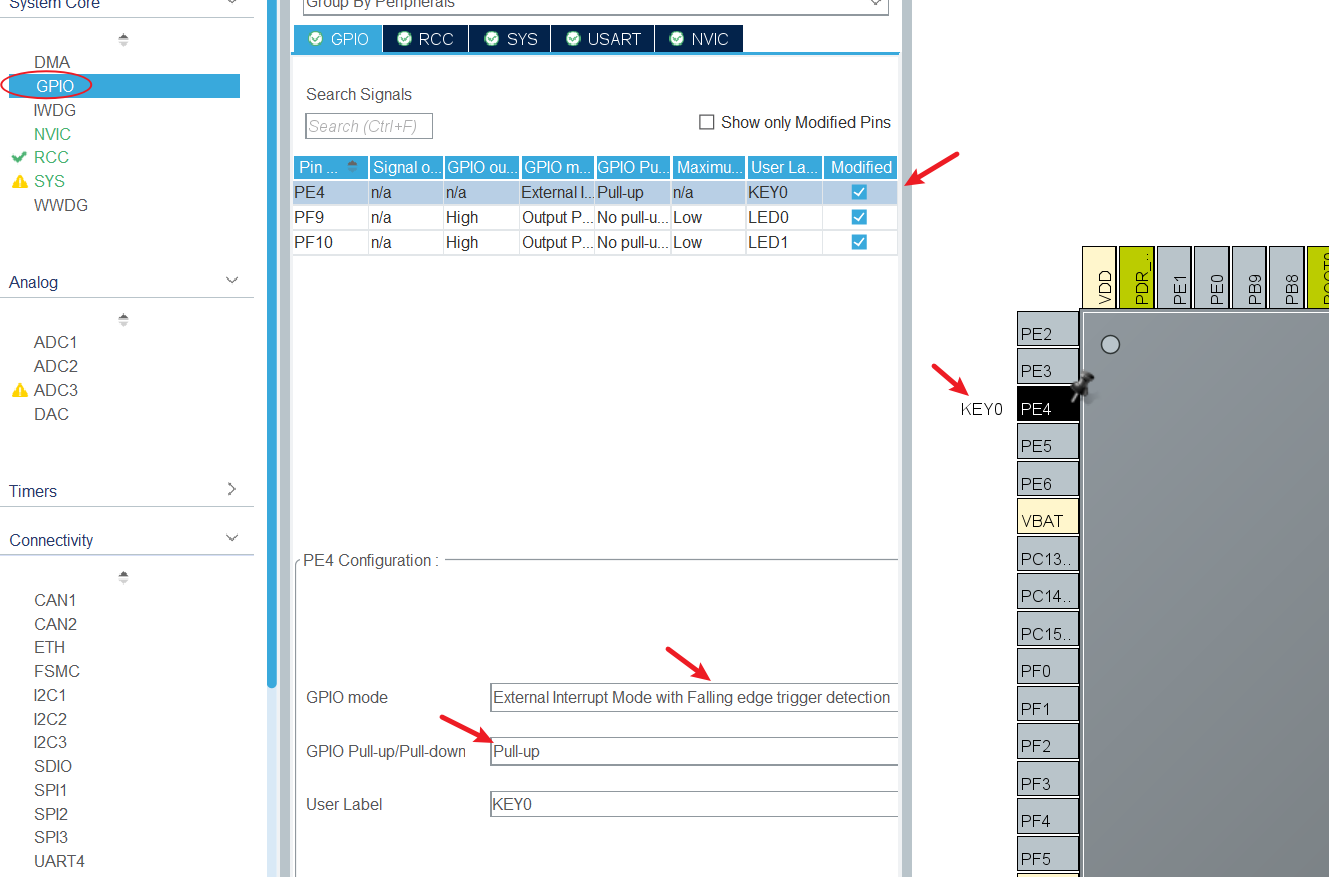 System Core
DMA
GPIO
IWDG
NVIC
RCC
SYS
WWDG
Analog
ADC1
ADC2
ADC3
DAC
Timers
Connectivity
CAN1
CAN2
ETH
FSMC
I2C1
I2C2
I2C3
SDIO
SPI1
SPI2
SPI3
UART4
Group By Peripherals
GPIO RCC SYS USART NVIC
Search Signals
Search (Ctrl+F)
Show only Modified Pins
Pin ... Signal o... GPIO ou... GPIO m... GPIO Pu... Maximu... User La... Modified
PE4 n/a n/a External I... Pull-up n/a KEY0
PF9 n/a High Output P... No pull-u... Low LED0
PF10 n/a High Output P... No pull-u... Low LED1
PE4 Configuration :
GPIO mode External Interrupt Mode with Falling edge trigger detection
GPIO Pull-up/Pull-down Pull-up
User Label KEY0
VDD
PDR_..
PE1
PE0
PB9
PB8
PE2
PE3
KEY0 PE4
PE5
PE6
VBAT
PC13..
PC14..
PC15..
PF0
PF1
PF2
PF3
PF4
PF5